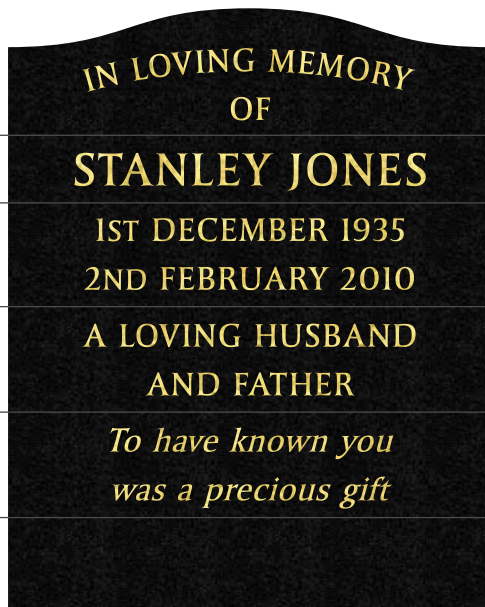 IN LOVING MEMORY
OF
STANLEY JONES
1ST DECEMBER 1935
2ND FEBRUARY 2010
A LOVING HUSBAND
AND FATHER
To have known you
was a precious gift